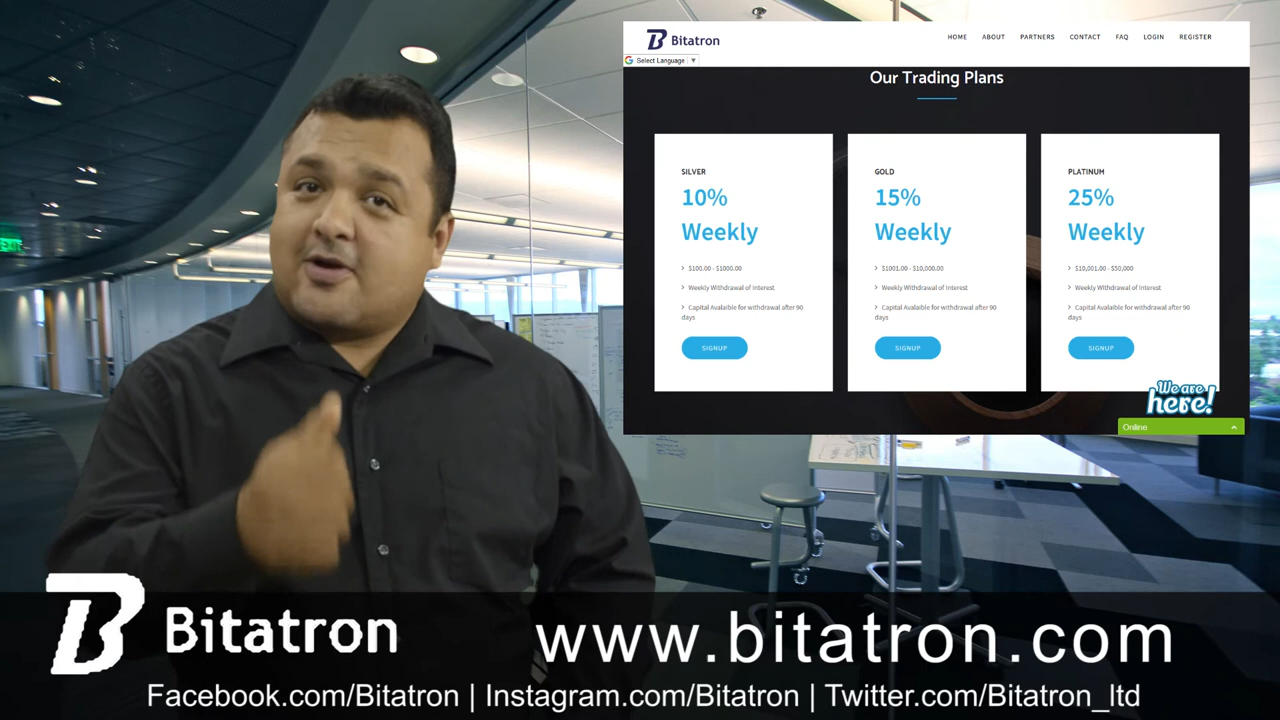 Bitatron
HOME ABOUT PARTNERS CONTACT FAQ LOGIN REGISTER
Select Language ▼
Our Trading Plans
SILVER
10%
Weekly
$100.00 - $1000.00
Weekly Withdrawal of Interest
Capital Avalaible for withdrawal after 90
days
SIGNUP
GOLD
15%
Weekly
$1001.00 - $10,000.00
Weekly Withdrawal of Interest
Capital Avalaible for withdrawal after 90
days
SIGNUP
PLATINUM
25%
Weekly
$10,001.00 - $50,000
Weekly Withdrawal of Interest
Capital Avalaible for withdrawal after 90
days
SIGNUP
We are
here!
Online
EXIT
Bitatron www.bitatron.com
Facebook.com/Bitatron | Instagram.com/Bitatron | Twitter.com/Bitatron_ltd